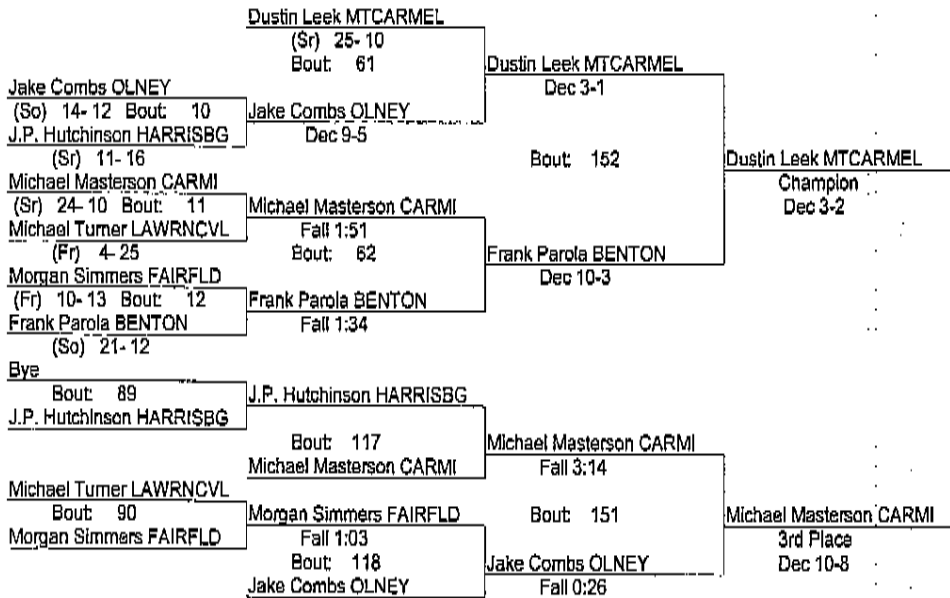 Dustin Leek MTCARMEL
(Sr) 25-10
Bout: 61
Dustin Leek MTCARMEL
Dec 3-1
Jake Combs OLNEY
(So) 14-12 Bout: 10
Jake Combs OLNEY
Dec 9-5
J.P. Hutchinson HARRISBG
(Sr) 11-16
Bout: 152
Dustin Leek MTCARMEL
Champion
Dec 3-2
Michael Masterson CARMI
(Sr) 24-10 Bout: 11
Michael Masterson CARMI
Fall 1:51
Michael Turner LAWRNCVL
(Fr) 4-25
Bout: 62
Frank Parola BENTON
Dec 10-3
Morgan Simmers FAIRFLD
(Fr) 10-13 Bout: 12
Frank Parola BENTON
Fall 1:34
Frank Parola BENTON
(So) 21-12
Bye
Bout: 89
J.P. Hutchinson HARRISBG
J.P. Hutchinson HARRISBG
Bout: 117
Michael Masterson CARMI
Fall 3:14
Michael Masterson CARMI
Michael Turner LAWRNCVL
Bout: 90
Morgan Simmers FAIRFLD
Fall 1:03
Bout: 151
Michael Masterson CARMI
3rd Place
Dec 10-8
Morgan Simmers FAIRFLD
Bout: 118
Jake Combs OLNEY
Fall 0:26
Jake Combs OLNEY